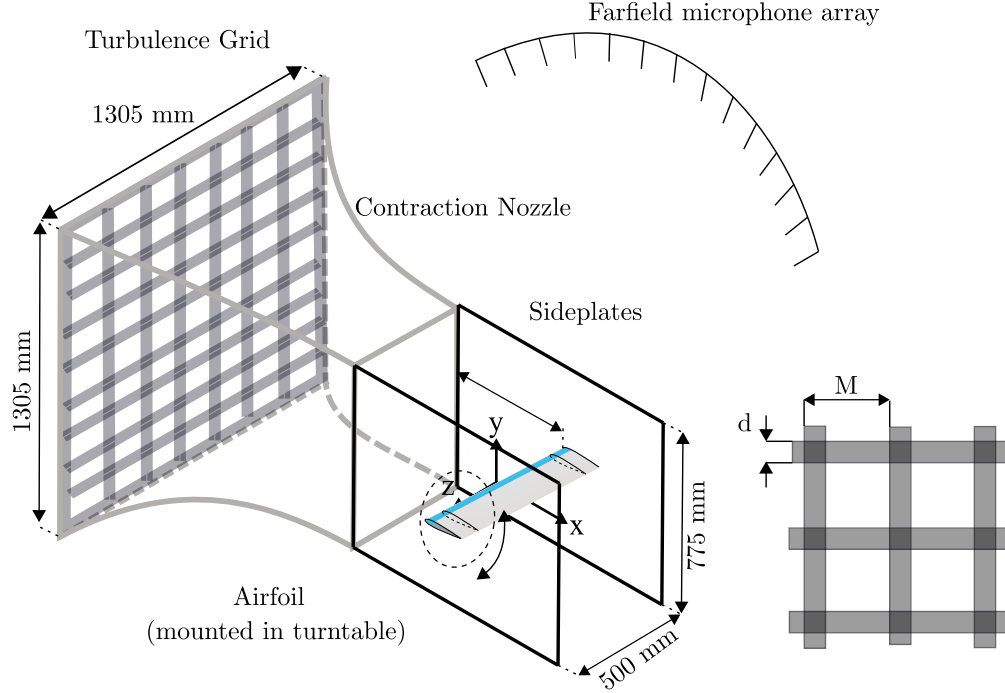 Farfield microphone array
Turbulence Grid
1305 mm
Contraction Nozzle
Sideplates
1305 mm
y
z
x
M
d
775 mm
Airfoil
(mounted in turntable)
500 mm